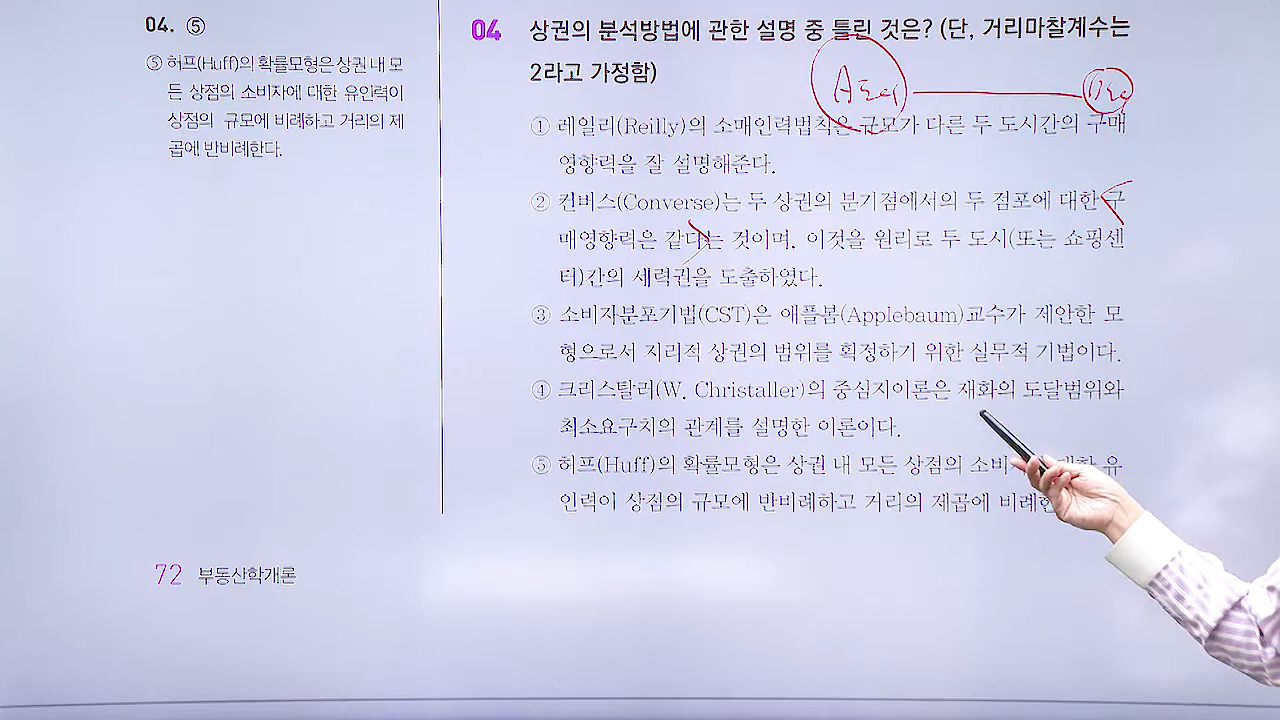 04. ⑤
⑤ 허프(Huff)의 확률모형은 상권 내 모
든 상점의 소비자에 대한 유인력이
상점의 규모에 비례하고 거리의 제
곱에 반비례한다.
04 상권의 분석방법에 관한 설명 중 틀린 것은? (단, 거리마찰계수는
2라고 가정함)
A도시
B도시
① 레일리(Reilly)의 소매인력법칙은 규모가 다른 두 도시간의 구매
영향력을 잘 설명해준다.
② 컨버스(Converse)는 두 상권의 분기점에서의 두 점포에 대한 구
매영향력은 같다는 것이며, 이것을 원리로 두 도시(또는 쇼핑센
터)간의 세력권을 도출하였다.
③ 소비자분포기법(CST)은 애플봄(Applebaum)교수가 제안한 모
형으로서 지리적 상권의 범위를 획정하기 위한 실무적 기법이다.
④ 크리스탈러(W. Christaller)의 중심지이론은 재화의 도달범위와
최소요구치의 관계를 설명한 이론이다.
⑤ 허프(Huff)의 확률모형은 상권 내 모든 상점의 소비 대한 유
인력이 상점의 규모에 반비례하고 거리의 제곱에 비례한
72 부동산학개론